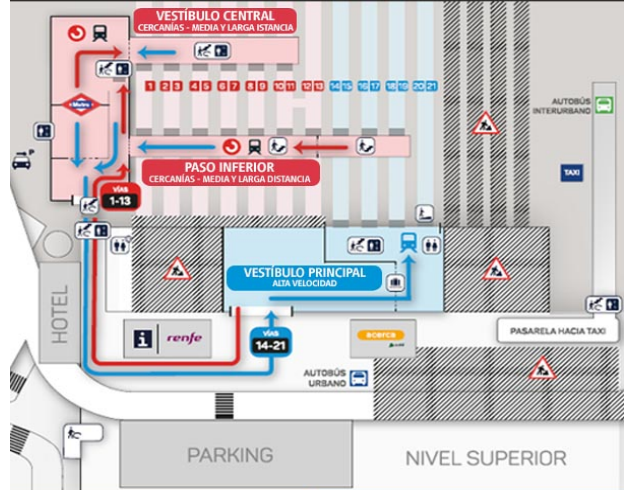 VESTÍBULO CENTRAL
CERCANÍAS - MEDIA Y LARGA ISTANCIA
1 2 3 4 5 6 7 8 9 10 11 12 13 14 15 16 17 18 19 20 21
Metro
P
AUTOBÚS
INTERURBANO
TAXI
PASO INFERIOR
CERCANÍAS - MEDIA Y LARGA DISTANCIA
VÍAS
1-13
VESTÍBULO PRINCIPAL
ALTA VELOCIDAD
HOTEL
i renfe
VÍAS
14-21
acerca
PASARELA HACIA TAXI
AUTOBÚS
URBANO
PARKING
NIVEL SUPERIOR